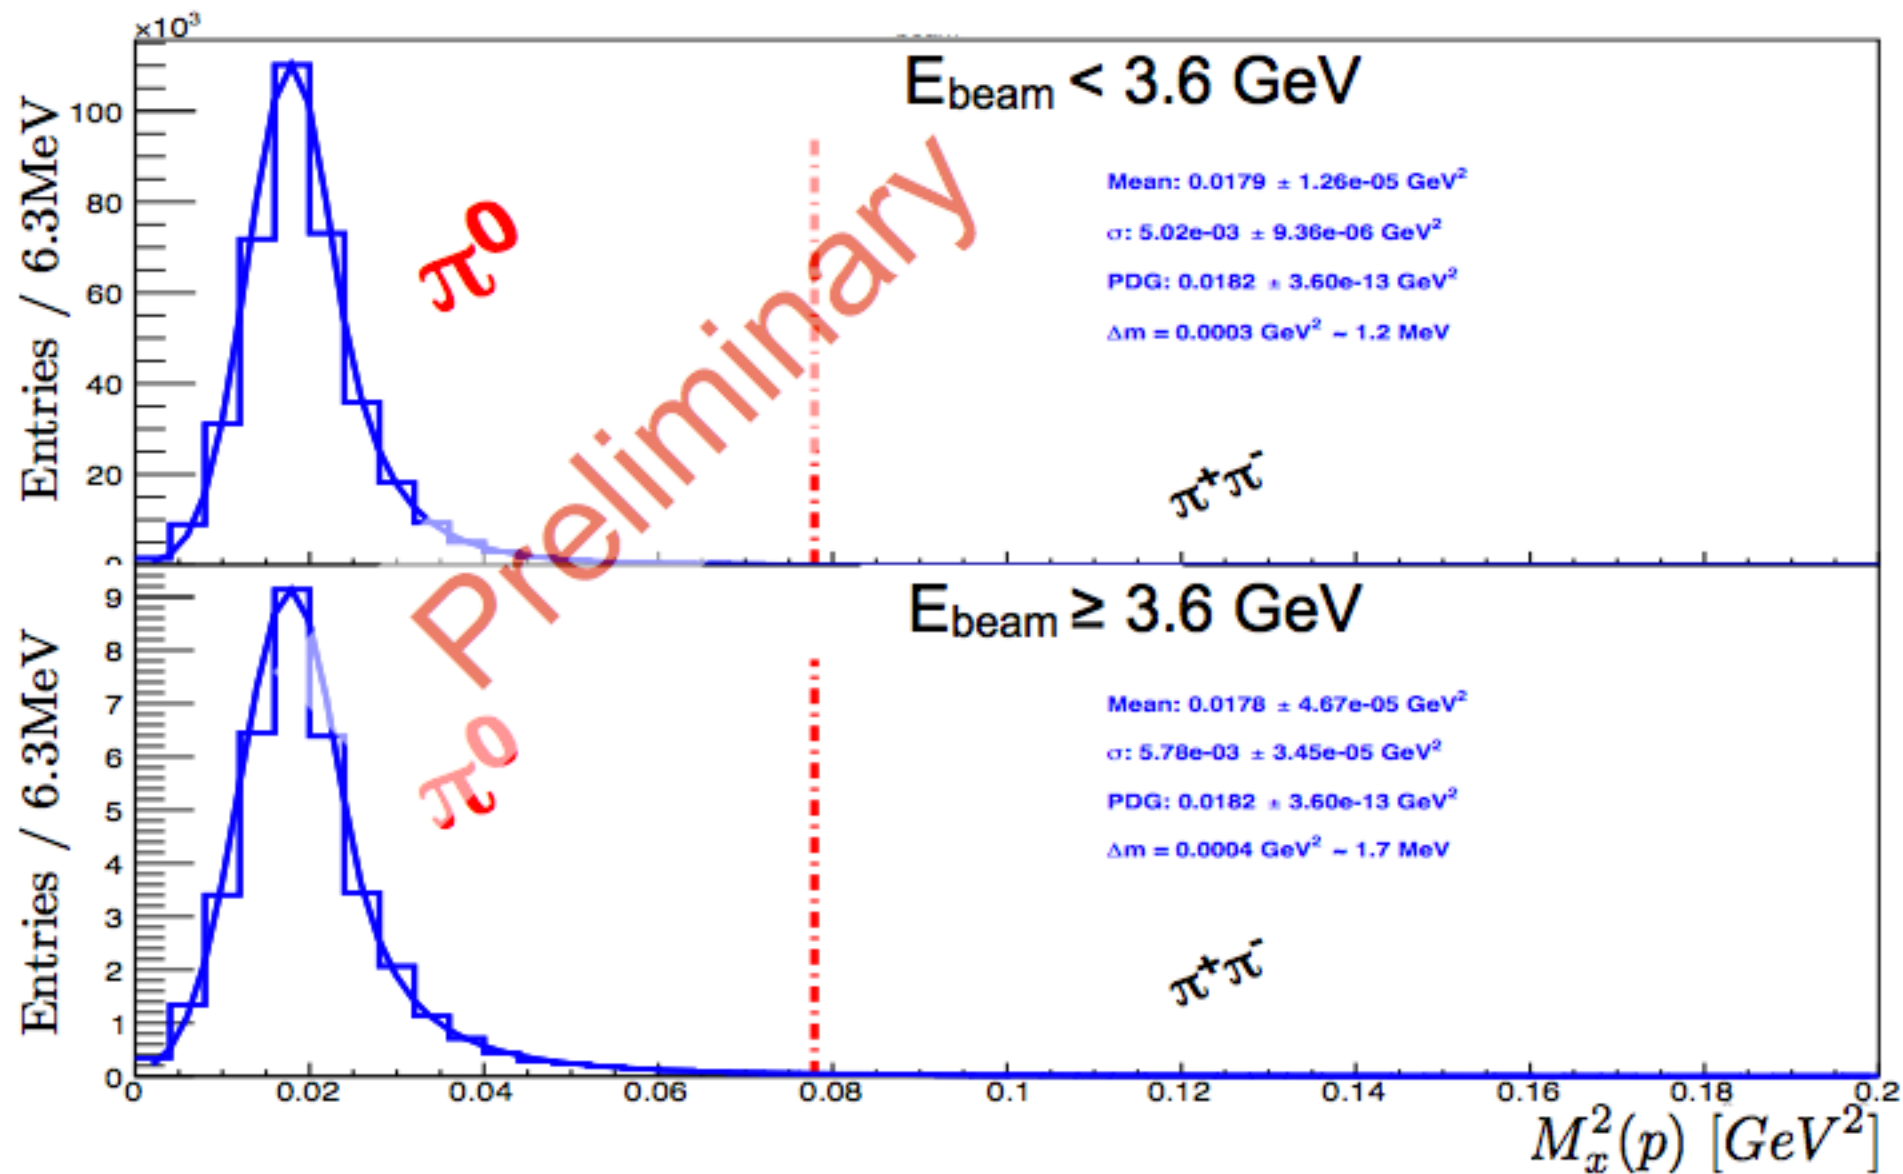 ×10³
E_beam < 3.6 GeV
Entries / 6.3MeV
100
80
60
40
20
0
π⁰
Preliminary
Mean: 0.0179 ± 1.26e-05 GeV²
σ: 5.02e-03 ± 9.36e-06 GeV²
PDG: 0.0182 ± 3.60e-13 GeV²
Δm = 0.0003 GeV² ~ 1.2 MeV
π⁺π⁻
E_beam ≥ 3.6 GeV
Entries / 6.3MeV
9
8
7
6
5
4
3
2
1
0
π⁰
Mean: 0.0178 ± 4.67e-05 GeV²
σ: 5.78e-03 ± 3.45e-05 GeV²
PDG: 0.0182 ± 3.60e-13 GeV²
Δm = 0.0004 GeV² ~ 1.7 MeV
π⁺π⁻
0 0.02 0.04 0.06 0.08 0.1 0.12 0.14 0.16 0.18 0.2
M_x²(p) [GeV²]